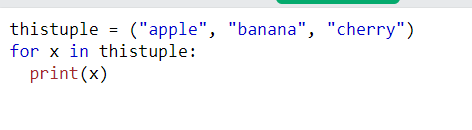 thistuple = ("apple", "banana", "cherry")
for x in thistuple:
  print(x)